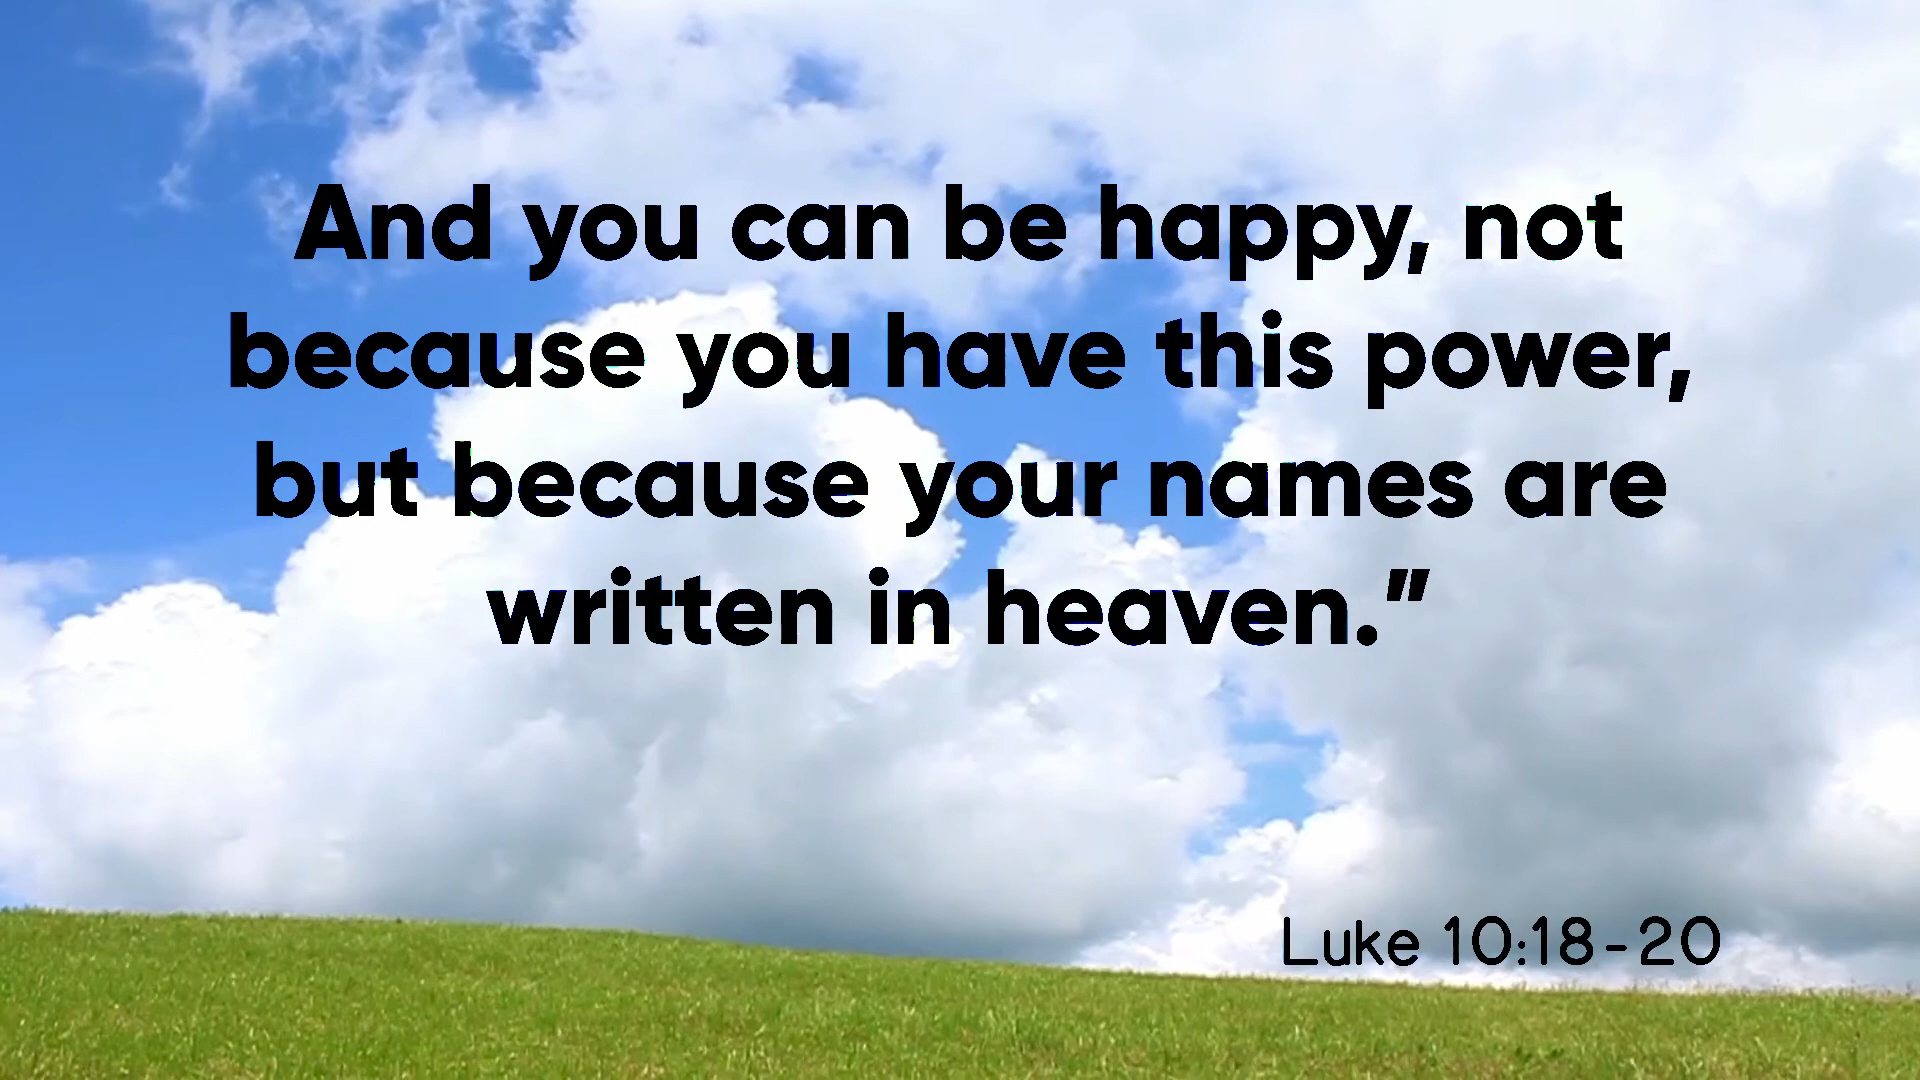 And you can be happy, not
because you have this power,
but because your names are
written in heaven.”
Luke 10:18-20